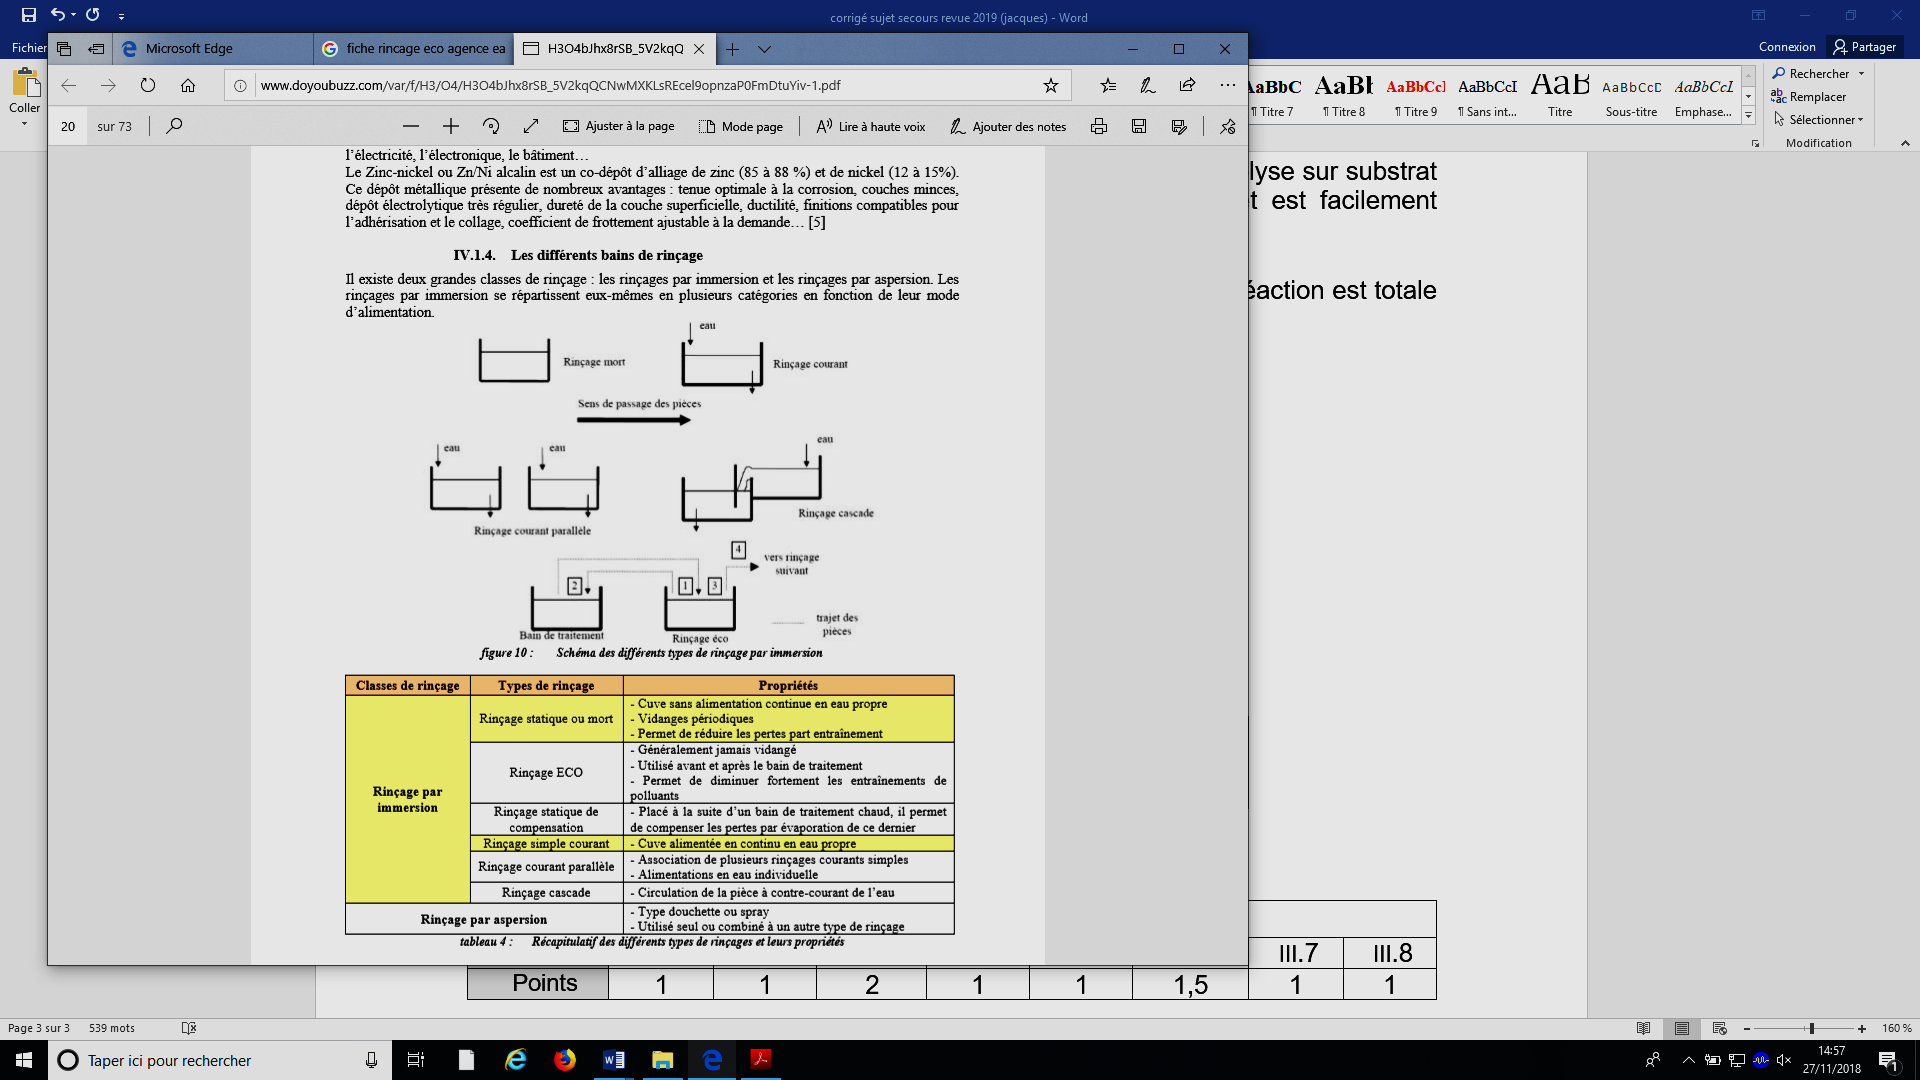 corrigé sujet secours revue 2019 (jacques) - Word
Fichier
Connexion
Partager
Microsoft Edge
fiche rincage eco agence ea
H3O4bJhx8rSB_5V2kqQ
www.doyoubuzz.com/var/f/H3/O4/H3O4bJhx8rSB_5V2kqQCNwMXKLsREcel9opnzaP0FmDtuYiv-1.pdf
Coller
20 sur 73
Ajuster à la page
Mode page
Lire à haute voix
Ajouter des notes
AaBbC AaBb AaBbCcI AaBbCcI AaB AaBbCcD AaBbCcL
¶ Titre 7 ¶ Titre 8 ¶ Titre 9 ¶ Sans int... Titre Sous-titre Emphase...
Rechercher
Remplacer
Sélectionner
Modification
l’électricité, l’électronique, le bâtiment…
Le Zinc-nickel ou Zn/Ni alcalin est un co-dépôt d’alliage de zinc (85 à 88 %) et de nickel (12 à 15%).
Ce dépôt métallique présente de nombreux avantages : tenue optimale à la corrosion, couches minces,
dépôt électrolytique très régulier, dureté de la couche superficielle, ductilité, finitions compatibles pour
l’adhérisation et le collage, coefficient de frottement ajustable à la demande… [5]
IV.1.4. Les différents bains de rinçage
Il existe deux grandes classes de rinçage : les rinçages par immersion et les rinçages par aspersion. Les
rinçages par immersion se répartissent eux-mêmes en plusieurs catégories en fonction de leur mode
d’alimentation.
eau
Rinçage mort
Rinçage courant
Sens de passage des pièces
eau
eau
eau
Rinçage cascade
Rinçage courant parallèle
4
vers rinçage
suivant
2
1
3
trajet des
pièces
Bain de traitement
Rinçage éco
figure 10 : Schéma des différents types de rinçage par immersion
Classes de rinçage Types de rinçage Propriétés
Rinçage par
immersion
Rinçage statique ou mort
- Cuve sans alimentation continue en eau propre
- Vidanges périodiques
- Permet de réduire les pertes part entraînement
Rinçage ECO
- Généralement jamais vidangé
- Utilisé avant et après le bain de traitement
- Permet de diminuer fortement les entraînements de
polluants
Rinçage statique de
compensation
- Placé à la suite d’un bain de traitement chaud, il permet
de compenser les pertes par évaporation de ce dernier
Rinçage simple courant
- Cuve alimentée en continu en eau propre
Rinçage courant parallèle
- Association de plusieurs rinçages courants simples
- Alimentations en eau individuelle
Rinçage cascade
- Circulation de la pièce à contre-courant de l’eau
Rinçage par aspersion
- Type douchette ou spray
- Utilisé seul ou combiné à un autre type de rinçage
tableau 4 : Récapitulatif des différents types de rinçages et leurs propriétés
lyse sur substrat
t est facilement
éaction est totale
III.7 III.8
Points 1 1 2 1 1 1,5 1 1
Page 3 sur 3 539 mots
160 %
Taper ici pour rechercher
14:57
27/11/2018
1